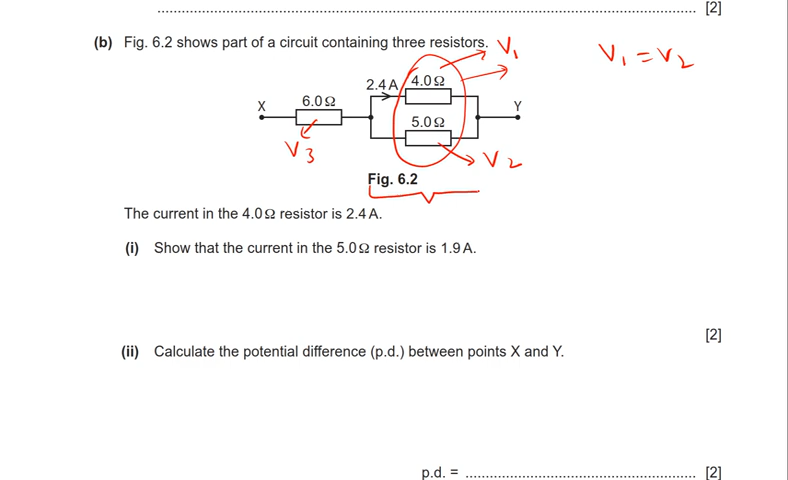 [2]
(b) Fig. 6.2 shows part of a circuit containing three resistors.
V₁
V₁ = V₂
2.4 A
4.0 Ω
X
6.0 Ω
Y
5.0 Ω
V₃
V₂
Fig. 6.2
V
The current in the 4.0 Ω resistor is 2.4 A.
(i) Show that the current in the 5.0 Ω resistor is 1.9 A.
[2]
(ii) Calculate the potential difference (p.d.) between points X and Y.
p.d. = ...................................................... [2]